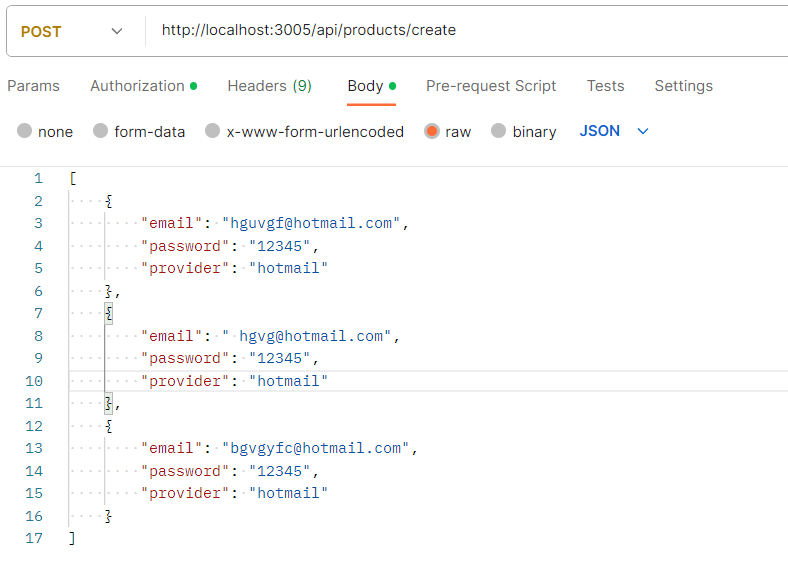 POST http://localhost:3005/api/products/create
Params Authorization Headers (9) Body Pre-request Script Tests Settings
none form-data x-www-form-urlencoded raw binary JSON
1 [
2 {
3 "email": "hguvgf@hotmail.com",
4 "password": "12345",
5 "provider": "hotmail"
6 },
7 {
8 "email": " hgvg@hotmail.com",
9 "password": "12345",
10 "provider": "hotmail"
11 },
12 {
13 "email": "bgvgyfc@hotmail.com",
14 "password": "12345",
15 "provider": "hotmail"
16 }
17 ]